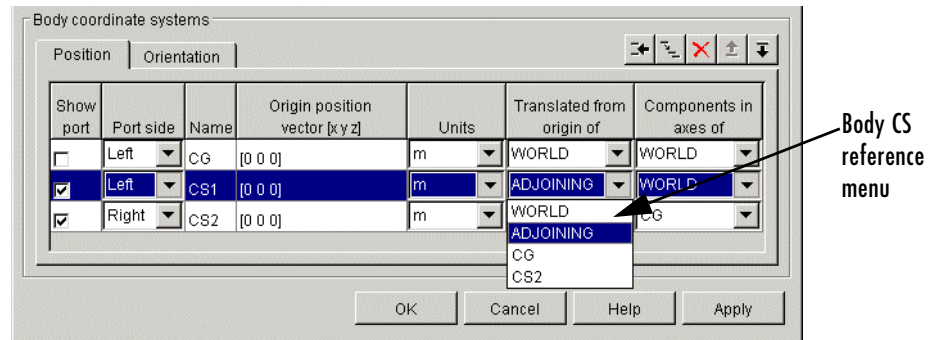 Body coordinate systems
Position Orientation
Show port Port side Name Origin position vector [x y z] Units Translated from origin of Components in axes of
Left CG [0 0 0] m WORLD WORLD
Left CS1 [0 0 0] m ADJOINING WORLD
Right CS2 [0 0 0] m WORLD CG
ADJOINING
CG
CS2
OK Cancel Help Apply
Body CS
reference
menu